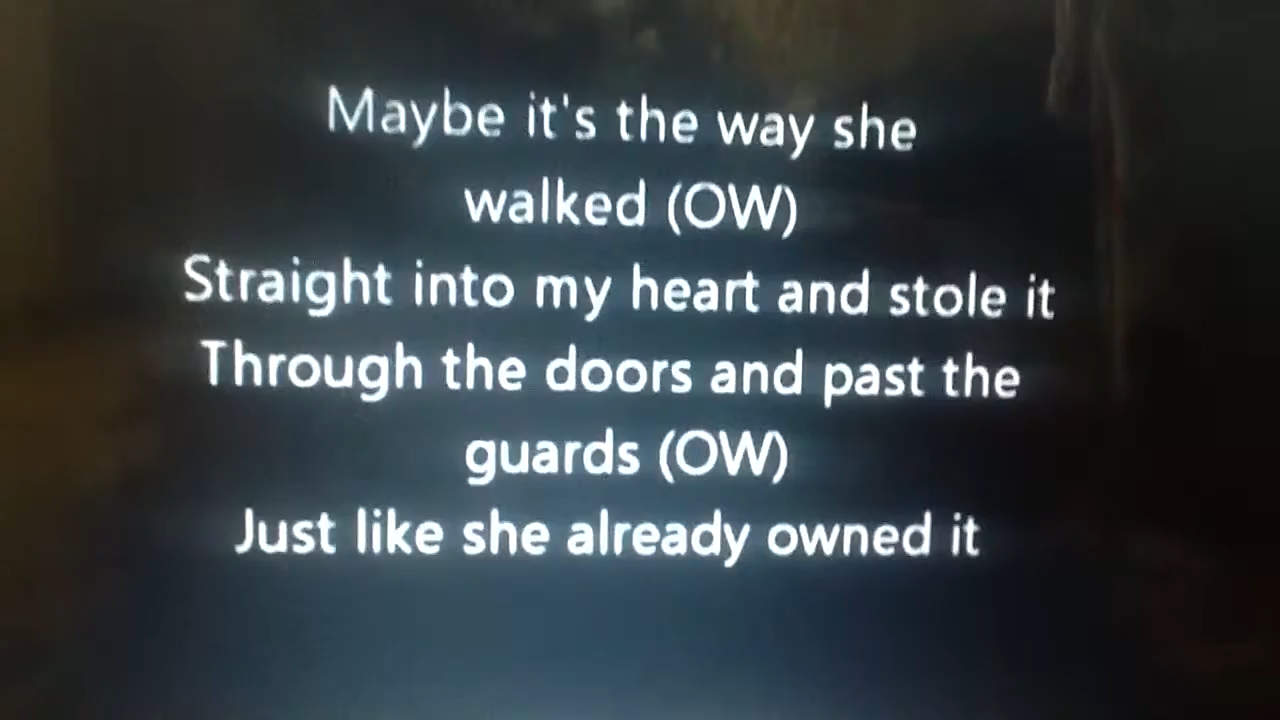 Maybe it's the way she
walked (OW)
Straight into my heart and stole it
Through the doors and past the
guards (OW)
Just like she already owned it